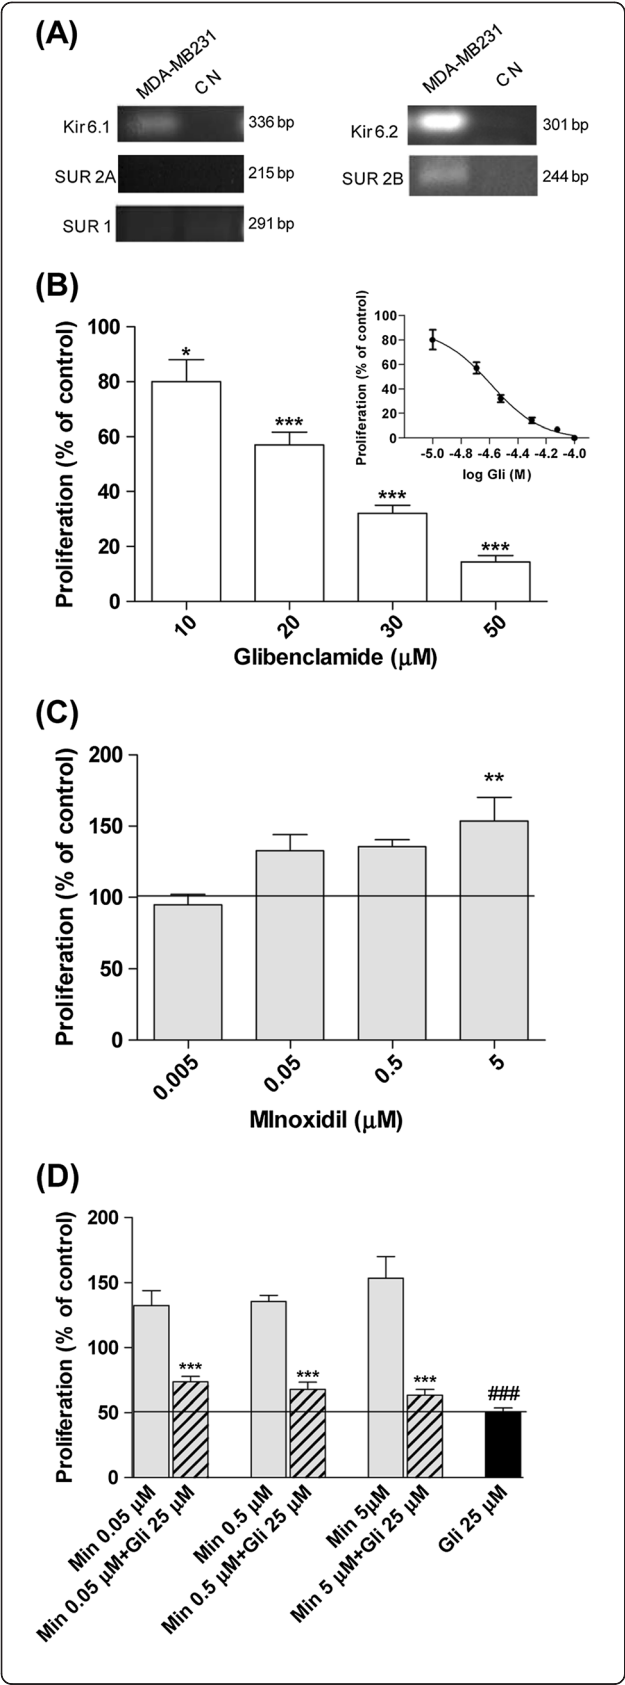 (A)
MDA-MB231
CN
MDA-MB231
CN
Kir6.1
336 bp
Kir6.2
301 bp
SUR 2A
215 bp
SUR 2B
244 bp
SUR 1
291 bp
(B)
Proliferation (% of control)
100
80
60
40
20
0
*
***
***
***
10
20
30
50
Glibenclamide (μM)
Proliferation (% of control)
100
80
60
40
20
0
-5.0 -4.8 -4.6 -4.4 -4.2 -4.0
log Gli (M)
(C)
Proliferation (% of control)
200
150
100
50
0
**
0.005
0.05
0.5
5
MInoxidil (μM)
(D)
Proliferation (% of control)
200
150
100
50
0
***
***
***
###
Min 0.05 μM
Min 0.05 μM+Gli 25 μM
Min 0.5 μM
Min 0.5 μM+Gli 25 μM
Min 5μM
Min 5 μM+Gli 25 μM
Gli 25 μM